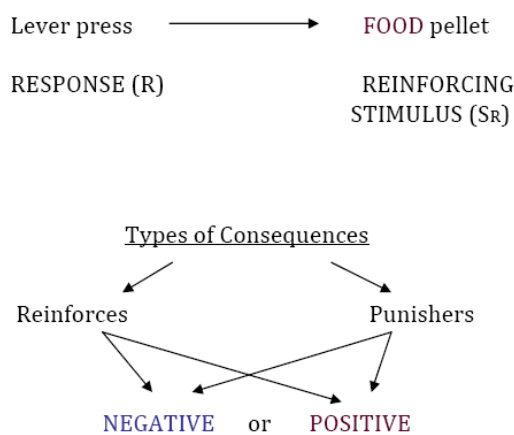 Lever press FOOD pellet
RESPONSE (R) REINFORCING
STIMULUS (SR)
Types of Consequences
Reinforces Punishers
NEGATIVE or POSITIVE